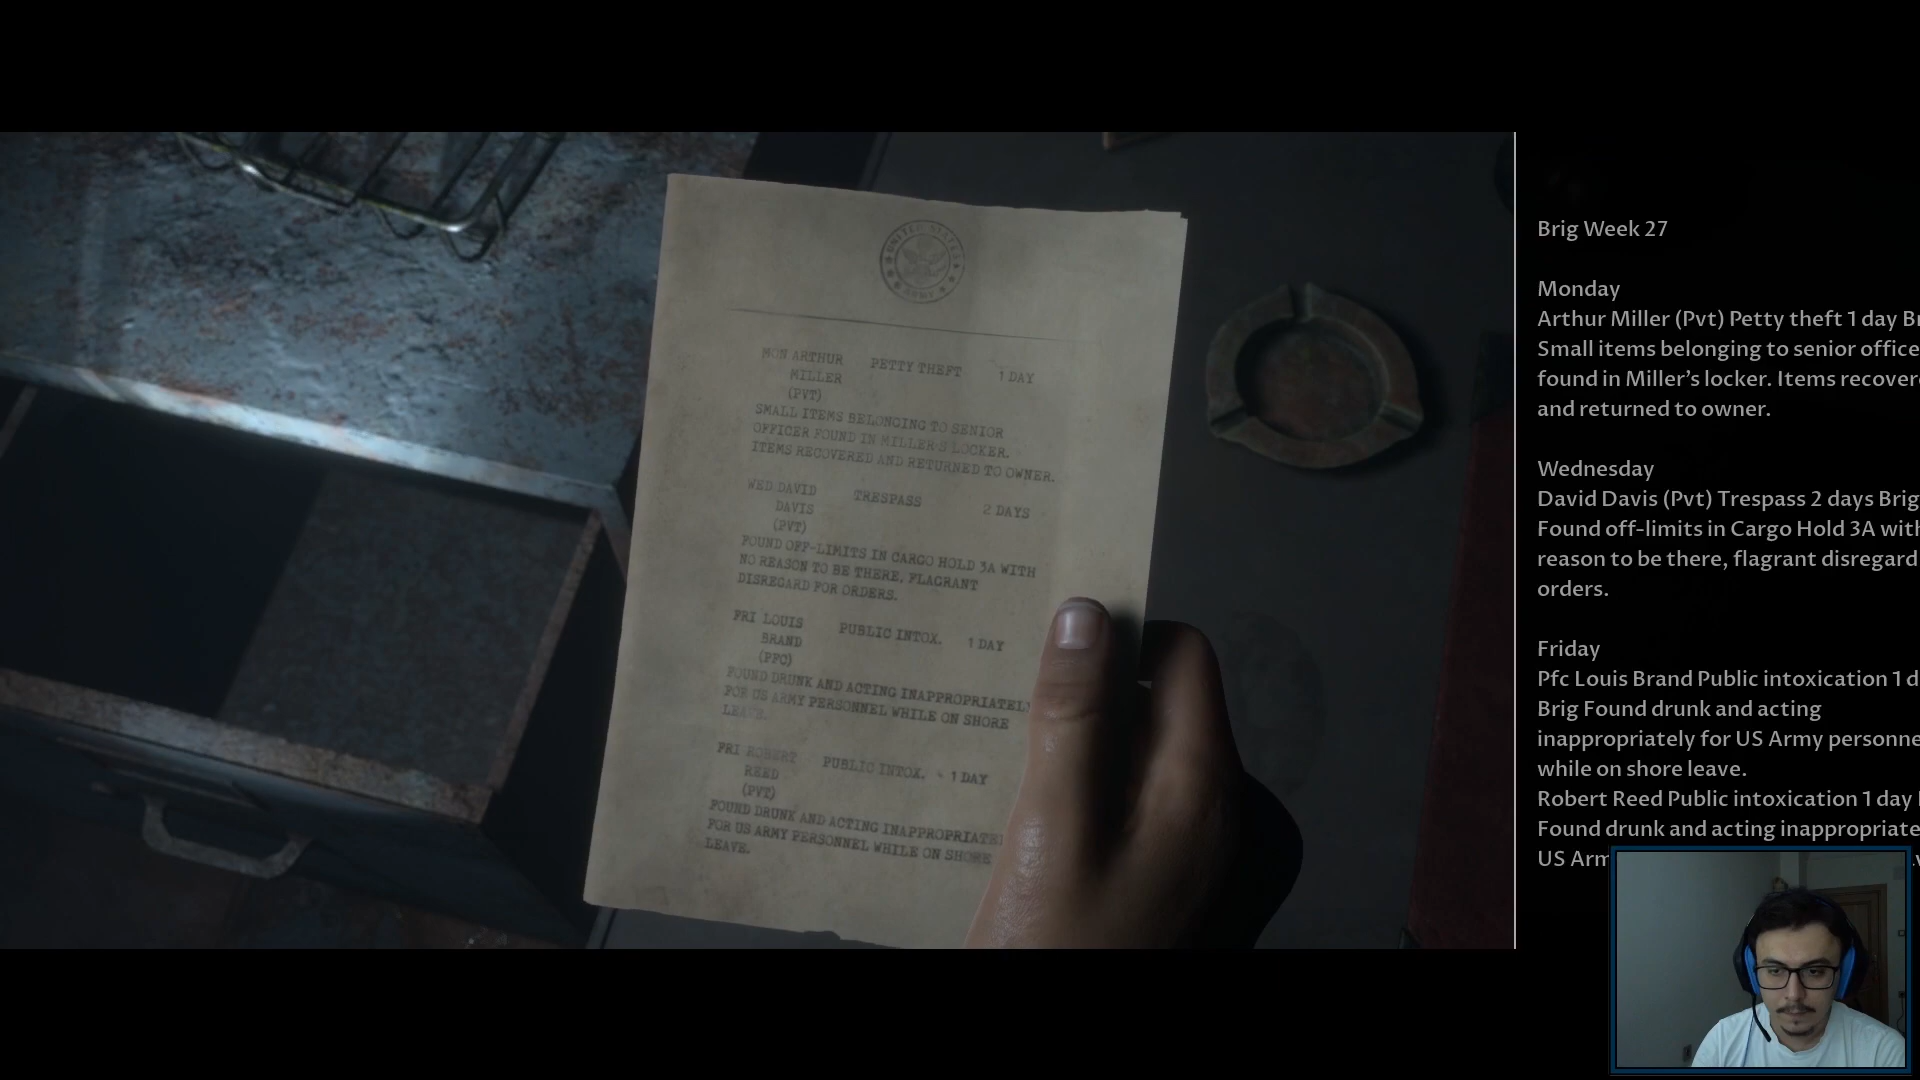 UNITED STATES
ARMY
MON ARTHUR PETTY THEFT 1 DAY
MILLER
(PVT)
SMALL ITEMS BELONGING TO SENIOR
OFFICER FOUND IN MILLER'S LOCKER.
ITEMS RECOVERED AND RETURNED TO OWNER.
WED DAVID TRESPASS 2 DAYS
DAVIS
(PVT)
FOUND OFF-LIMITS IN CARGO HOLD 3A WITH
NO REASON TO BE THERE, FLAGRANT
DISREGARD FOR ORDERS.
FRI LOUIS PUBLIC INTOX. 1 DAY
BRAND
(PFC)
FOUND DRUNK AND ACTING INAPPROPRIATELY
FOR US ARMY PERSONNEL WHILE ON SHORE
LEAVE.
FRI ROBERT PUBLIC INTOX. 1 DAY
REED
(PVT)
FOUND DRUNK AND ACTING
FOR US ARMY PERSONNEL WHILE ON SHORE
LEAVE.
Brig Week 27
Monday
Arthur Miller (Pvt) Petty theft 1 day
Small items belonging to senior
found in Miller's locker. Items
and returned to owner.
Wednesday
David Davis (Pvt) Trespass 2 days Brig
Found off-limits in Cargo Hold 3A
reason to be there, flagrant disregard
orders.
Friday
Pfc Louis Brand Public intoxication 1
Brig Found drunk and acting
inappropriately for US Army
while on shore leave.
Robert Reed Public intoxication 1 day
Found drunk and acting
US